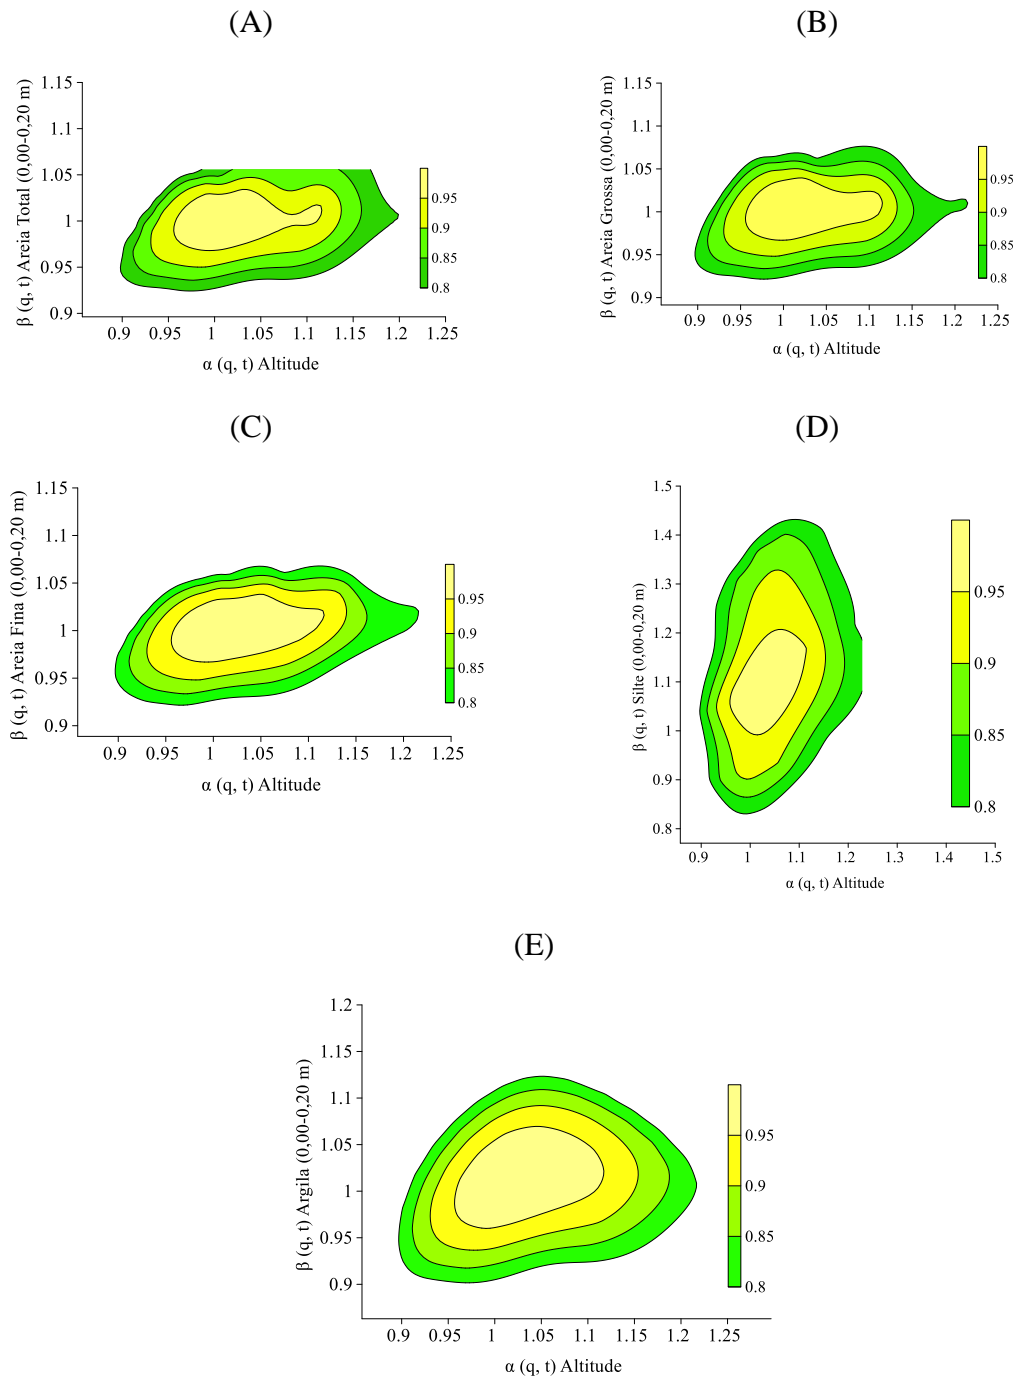 (A)
β (q, t) Areia Total (0,00-0,20 m)
1.15
1.1
1.05
1
0.95
0.9
0.9 0.95 1 1.05 1.1 1.15 1.2 1.25
α (q, t) Altitude
0.95
0.9
0.85
0.8
(B)
β (q, t) Areia Grossa (0,00-0,20 m)
1.15
1.1
1.05
1
0.95
0.9
0.9 0.95 1 1.05 1.1 1.15 1.2 1.25
α (q, t) Altitude
0.95
0.9
0.85
0.8
(C)
β (q, t) Areia Fina (0,00-0,20 m)
1.15
1.1
1.05
1
0.95
0.9
0.9 0.95 1 1.05 1.1 1.15 1.2 1.25
α (q, t) Altitude
0.95
0.9
0.85
0.8
(D)
β (q, t) Silte (0,00-0,20 m)
1.5
1.4
1.3
1.2
1.1
1
0.9
0.8
0.9 1 1.1 1.2 1.3 1.4 1.5
α (q, t) Altitude
0.95
0.9
0.85
0.8
(E)
β (q, t) Argila (0,00-0,20 m)
1.2
1.15
1.1
1.05
1
0.95
0.9
0.9 0.95 1 1.05 1.1 1.15 1.2 1.25
α (q, t) Altitude
0.95
0.9
0.85
0.8